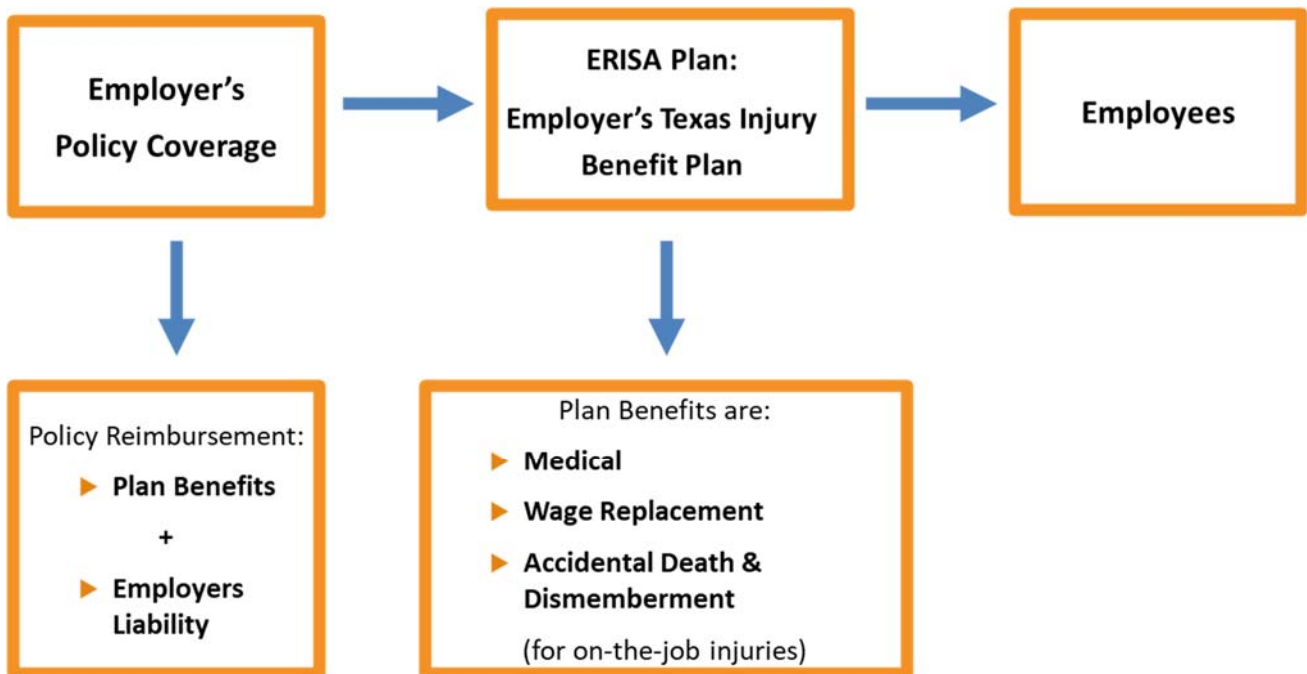 Employer’s
Policy Coverage
ERISA Plan:
Employer’s Texas Injury
Benefit Plan
Employees
Policy Reimbursement:
Plan Benefits
+
Employers
Liability
Plan Benefits are:
Medical
Wage Replacement
Accidental Death &
Dismemberment
(for on-the-job injuries)